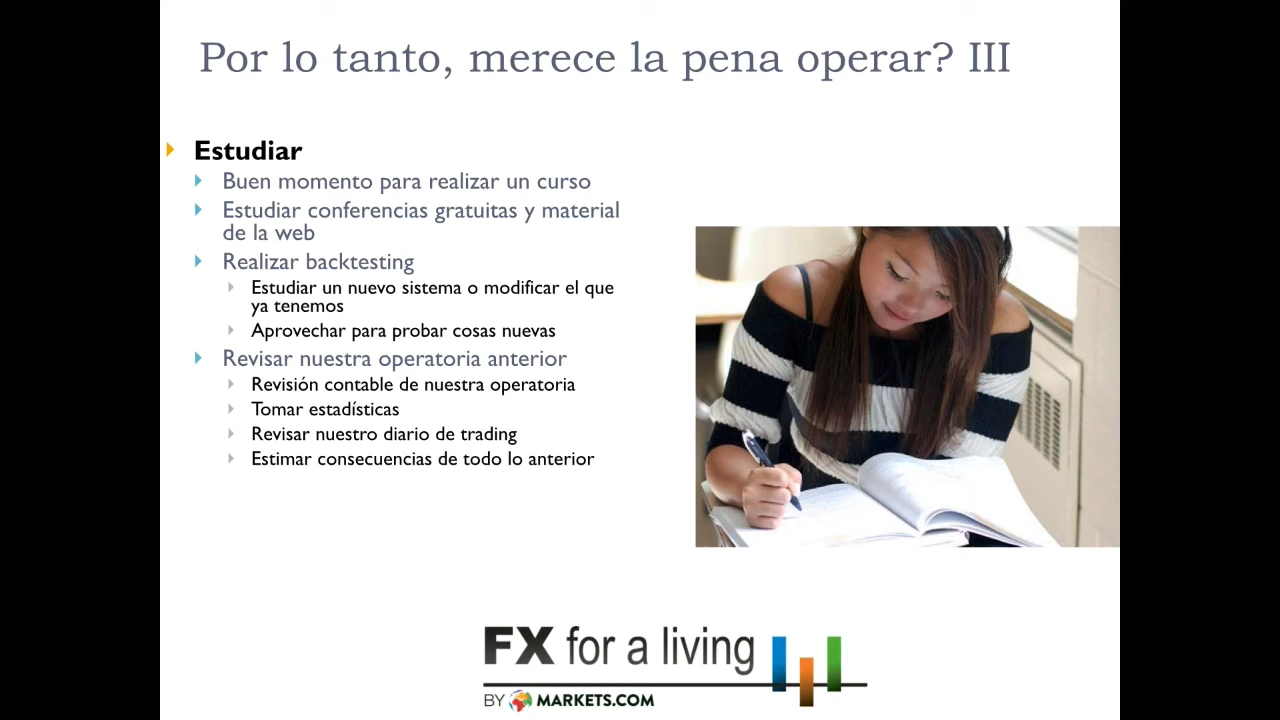 Por lo tanto, merece la pena operar? III
Estudiar
Buen momento para realizar un curso
Estudiar conferencias gratuitas y material
de la web
Realizar backtesting
Estudiar un nuevo sistema o modificar el que
ya tenemos
Aprovechar para probar cosas nuevas
Revisar nuestra operatoria anterior
Revisión contable de nuestra operatoria
Tomar estadísticas
Revisar nuestro diario de trading
Estimar consecuencias de todo lo anterior
FX for a living
BY MARKETS.COM